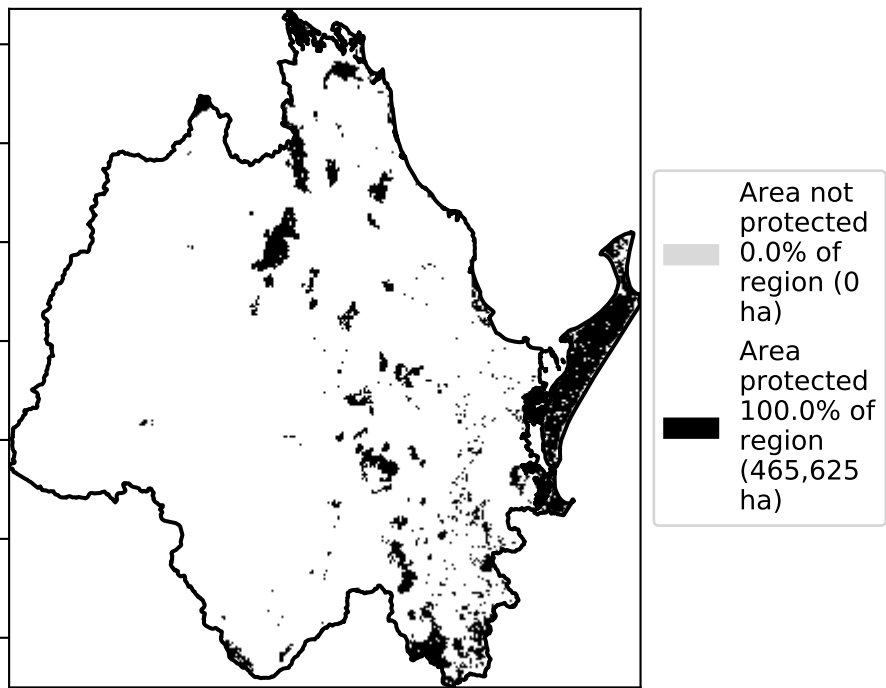 Area not
protected
0.0% of
region (0
ha)
Area
protected
100.0% of
region
(465,625
ha)